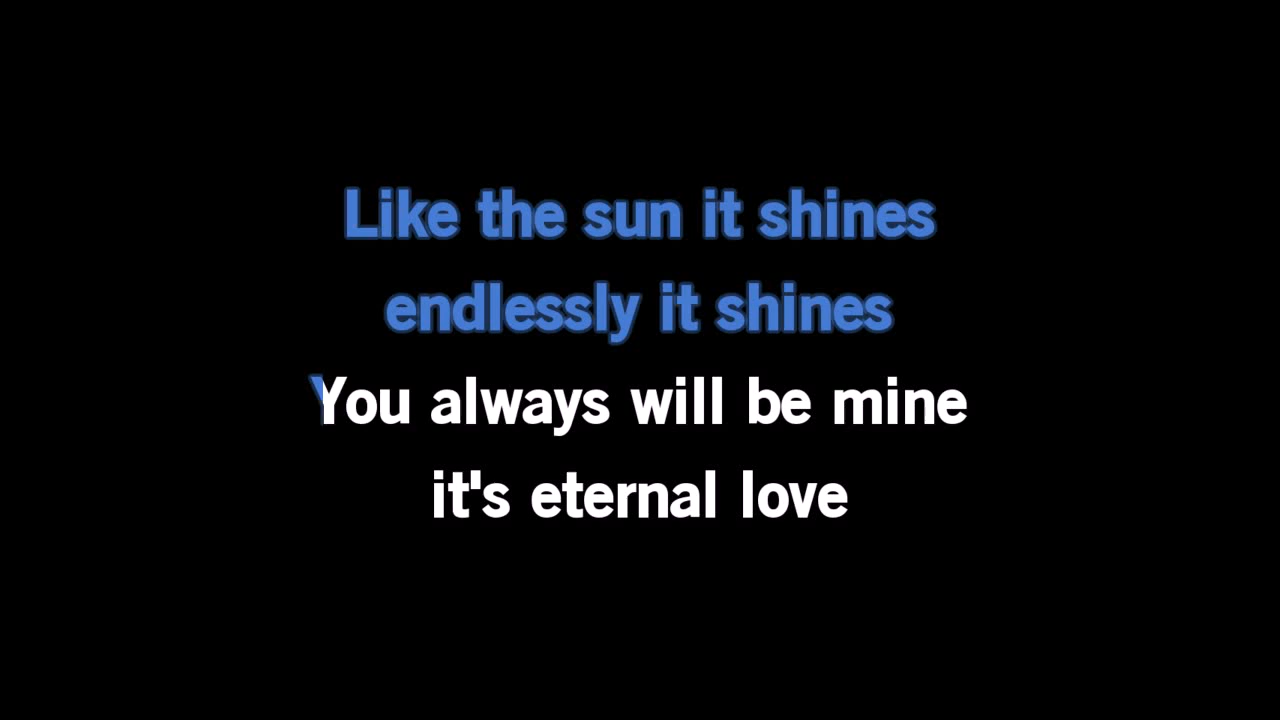 Like the sun it shines
endlessly it shines
You always will be mine
it's eternal love